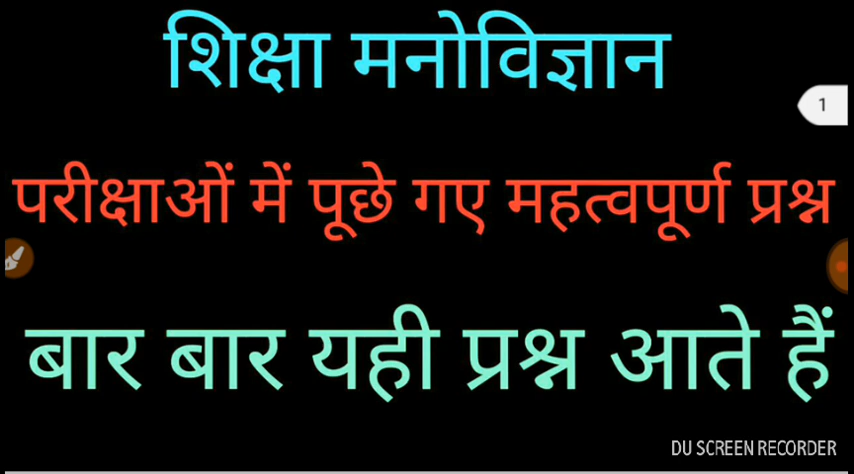 शिक्षा मनोविज्ञान
1
परीक्षाओं में पूछे गए महत्वपूर्ण प्रश्न
बार बार यही प्रश्न आते हैं
DU SCREEN RECORDER